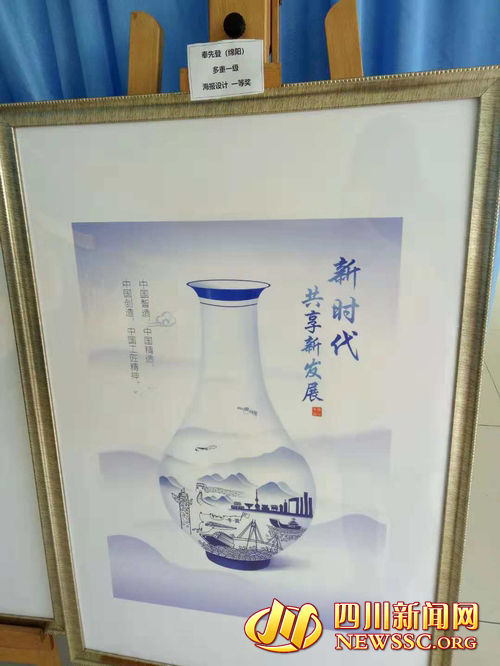 奉先登（绵阳）
多重一级
海报设计 一等奖
新时代
共享新发展
中国智造，中国精造，
中国创造，中国工匠精神，
四川新闻网
NEWSSC.ORG